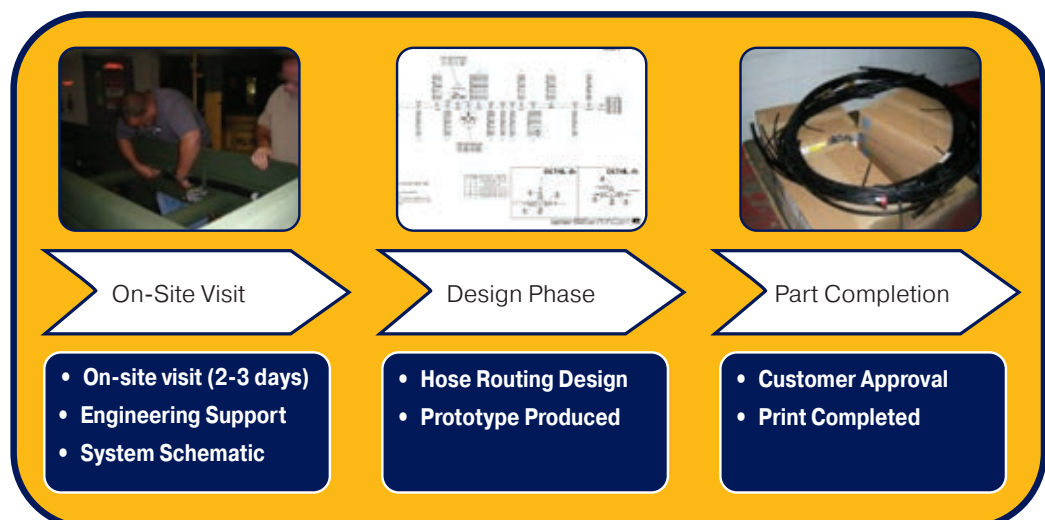 DETAIL A
On-Site Visit
Design Phase
Part Completion
• On-site visit (2-3 days)
• Engineering Support
• System Schematic
• Hose Routing Design
• Prototype Produced
• Customer Approval
• Print Completed